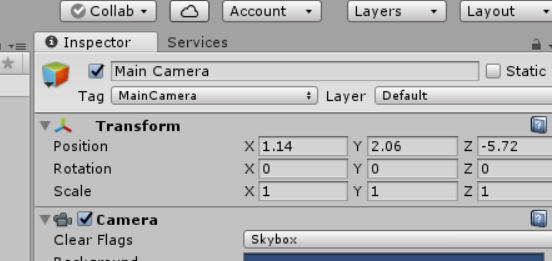 Collab Account Layers Layout
Inspector Services
Main Camera Static
Tag MainCamera Layer Default
Transform
Position X 1.14 Y 2.06 Z -5.72
Rotation X 0 Y 0 Z 0
Scale X 1 Y 1 Z 1
Camera
Clear Flags Skybox
Background